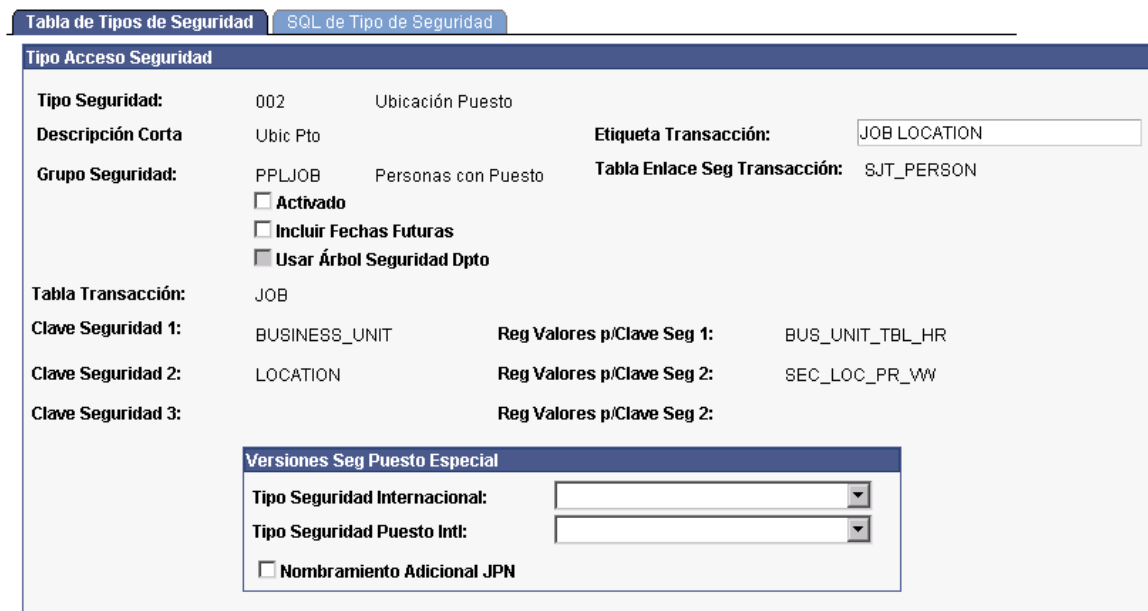 Tabla de Tipos de Seguridad SQL de Tipo de Seguridad
Tipo Acceso Seguridad
Tipo Seguridad: 002 Ubicación Puesto
Descripción Corta Ubic Pto Etiqueta Transacción: JOB LOCATION
Grupo Seguridad: PPLJOB Personas con Puesto Tabla Enlace Seg Transacción: SJT_PERSON
Activado
Incluir Fechas Futuras
Usar Árbol Seguridad Dpto
Tabla Transacción: JOB
Clave Seguridad 1: BUSINESS_UNIT Reg Valores p/Clave Seg 1: BUS_UNIT_TBL_HR
Clave Seguridad 2: LOCATION Reg Valores p/Clave Seg 2: SEC_LOC_PR_VW
Clave Seguridad 3: Reg Valores p/Clave Seg 2:
Versiones Seg Puesto Especial
Tipo Seguridad Internacional:
Tipo Seguridad Puesto Intl:
Nombramiento Adicional JPN